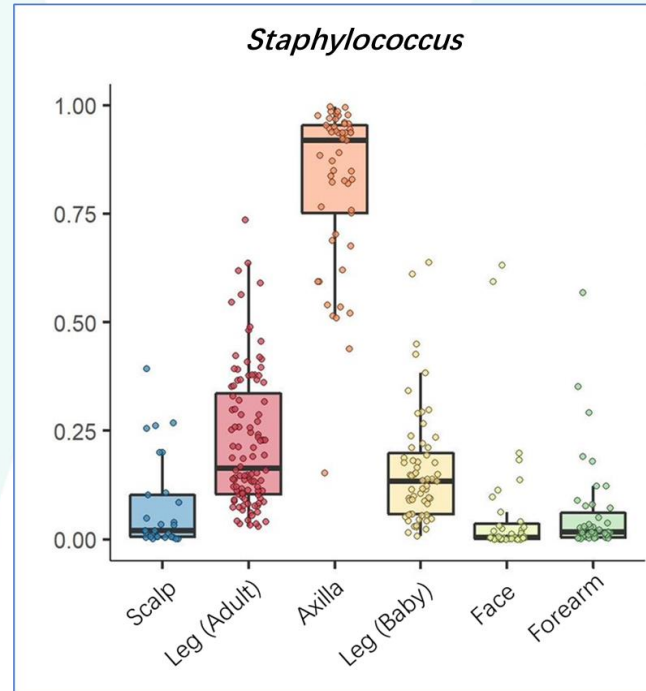 Staphylococcus
1.00
0.75
0.50
0.25
0.00
Scalp
Leg (Adult)
Axilla
Leg (Baby)
Face
Forearm